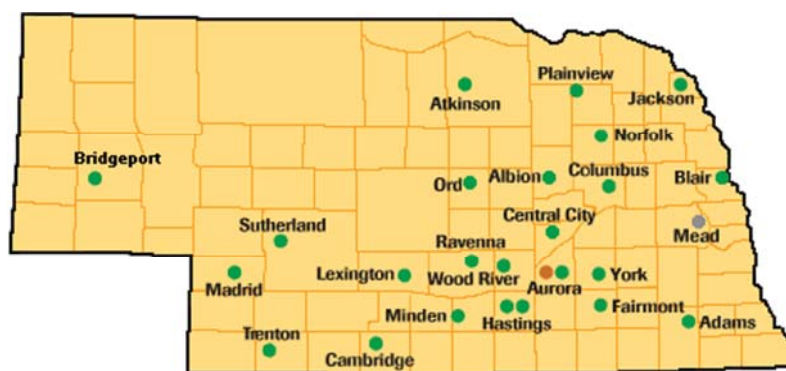 Plainview
Atkinson
Jackson
Norfolk
Bridgeport
Ord
Albion
Columbus
Blair
Central City
Sutherland
Mead
Ravenna
Madrid
Lexington
Wood River
Aurora
York
Minden
Hastings
Fairmont
Adams
Trenton
Cambridge